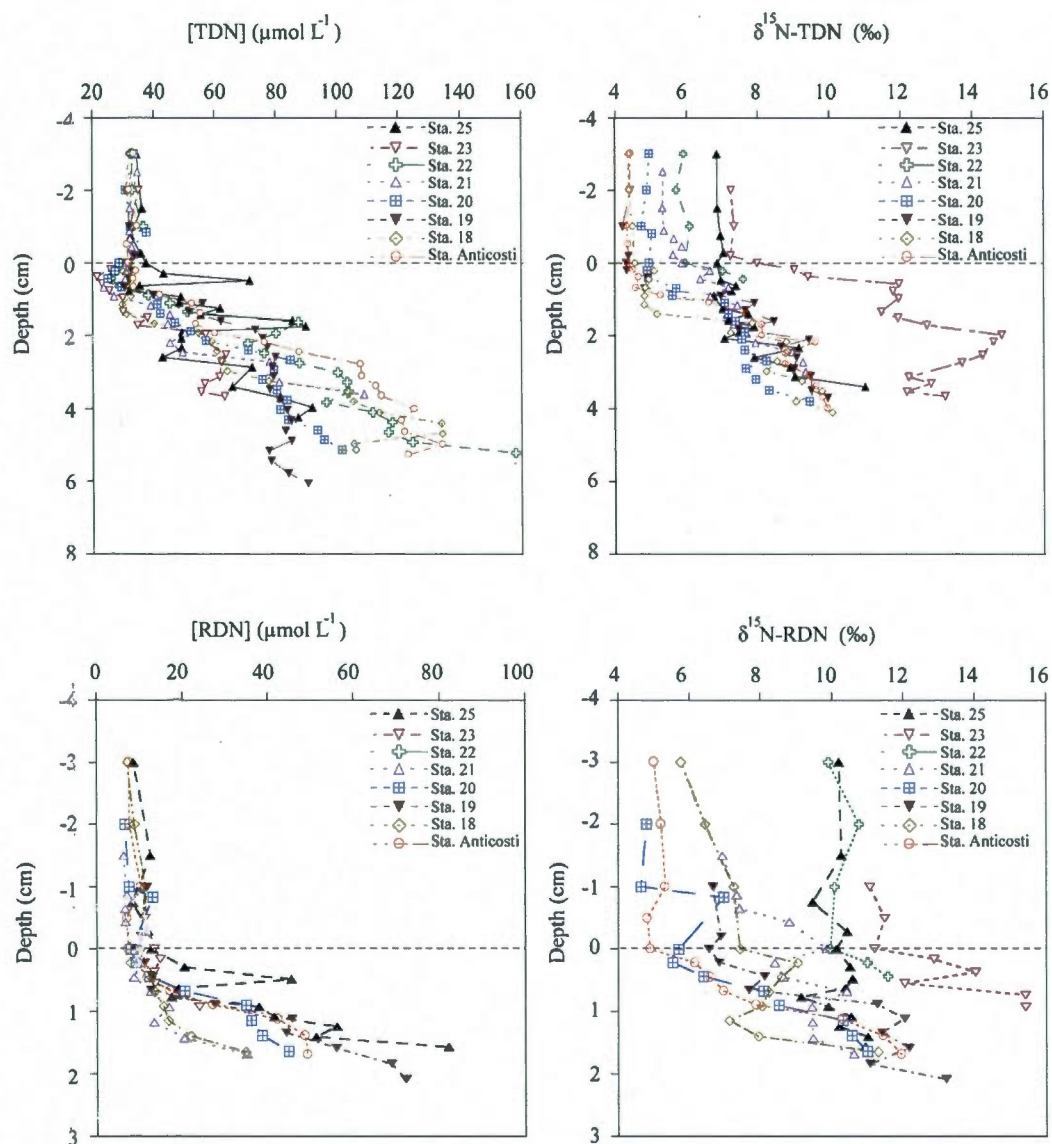 [TDN] (µmol L-1)
20 40 60 80 100 120 140 160
Depth (cm)
-4
-2
0
2
4
6
8
Sta. 25
Sta. 23
Sta. 22
Sta. 21
Sta. 20
Sta. 19
Sta. 18
Sta. Anticosti
δ15N-TDN (‰)
4 6 8 10 12 14 16
Depth (cm)
-4
-2
0
2
4
6
8
Sta. 25
Sta. 23
Sta. 22
Sta. 21
Sta. 20
Sta. 19
Sta. 18
Sta. Anticosti
[RDN] (µmol L-1)
0 20 40 60 80 100
Depth (cm)
-4
-3
-2
-1
0
1
2
3
Sta. 25
Sta. 23
Sta. 22
Sta. 21
Sta. 20
Sta. 19
Sta. 18
Sta. Anticosti
δ15N-RDN (‰)
4 6 8 10 12 14 16
Depth (cm)
-4
-3
-2
-1
0
1
2
3
Sta. 25
Sta. 23
Sta. 22
Sta. 21
Sta. 20
Sta. 19
Sta. 18
Sta. Anticosti